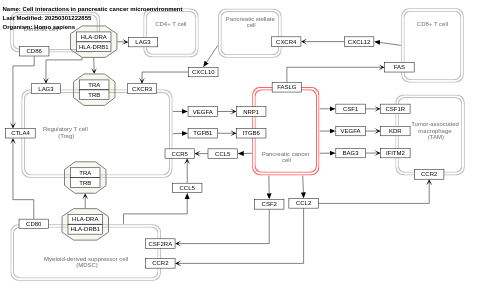 Name: Cell interactions in pancreatic cancer microenvironment
Last Modified: 20250301222855
Organism: Homo sapiens
CD4+ T cell
Pancreatic stellate
cell
CD8+ T cell
HLA-DRA
HLA-DRB1
LAG3
CXCR4
CXCL12
CD86
FAS
CXCL10
LAG3
TRA
TRB
CXCR3
FASLG
VEGFA
NRP1
CSF1
CSF1R
CTLA4
Regulatory T cell
(Treg)
TGFB1
ITGB6
VEGFA
KDR
Tumor-associated
macrophage
(TAM)
CCR5
CCL5
Pancreatic cancer
cell
BAG3
IFITM2
TRA
TRB
CCR2
CCL5
CSF2
CCL2
CD80
HLA-DRA
HLA-DRB1
CSF2RA
Myeloid-derived suppressor cell
(MDSC)
CCR2